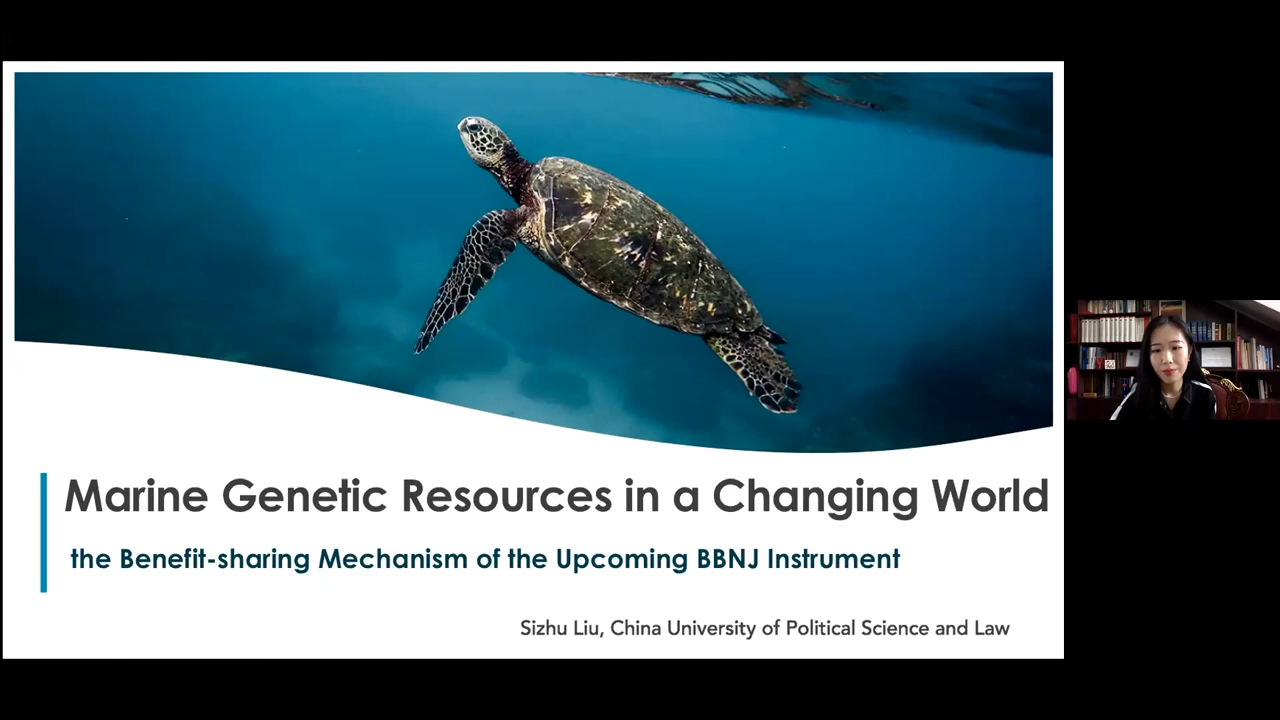 Marine Genetic Resources in a Changing World
the Benefit-sharing Mechanism of the Upcoming BBNJ Instrument
Sizhu Liu, China University of Political Science and Law